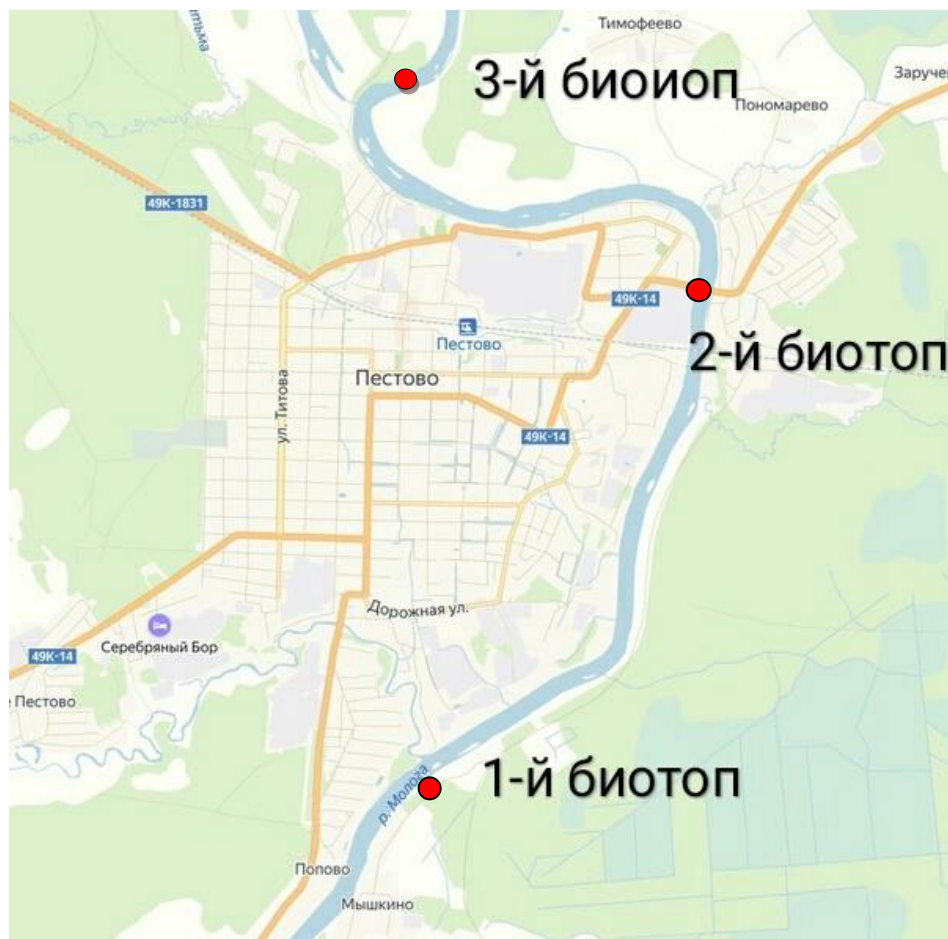 Тимофеево
3-й биоиоп
Заруче
Пономарево
49К-1831
49К-14
Пестово
2-й биотоп
Пестово
ул. Титова
49К-14
Дорожная ул.
Серебряный Бор
49К-14
е Пестово
р. Молога
1-й биотоп
Попово
Мышкино